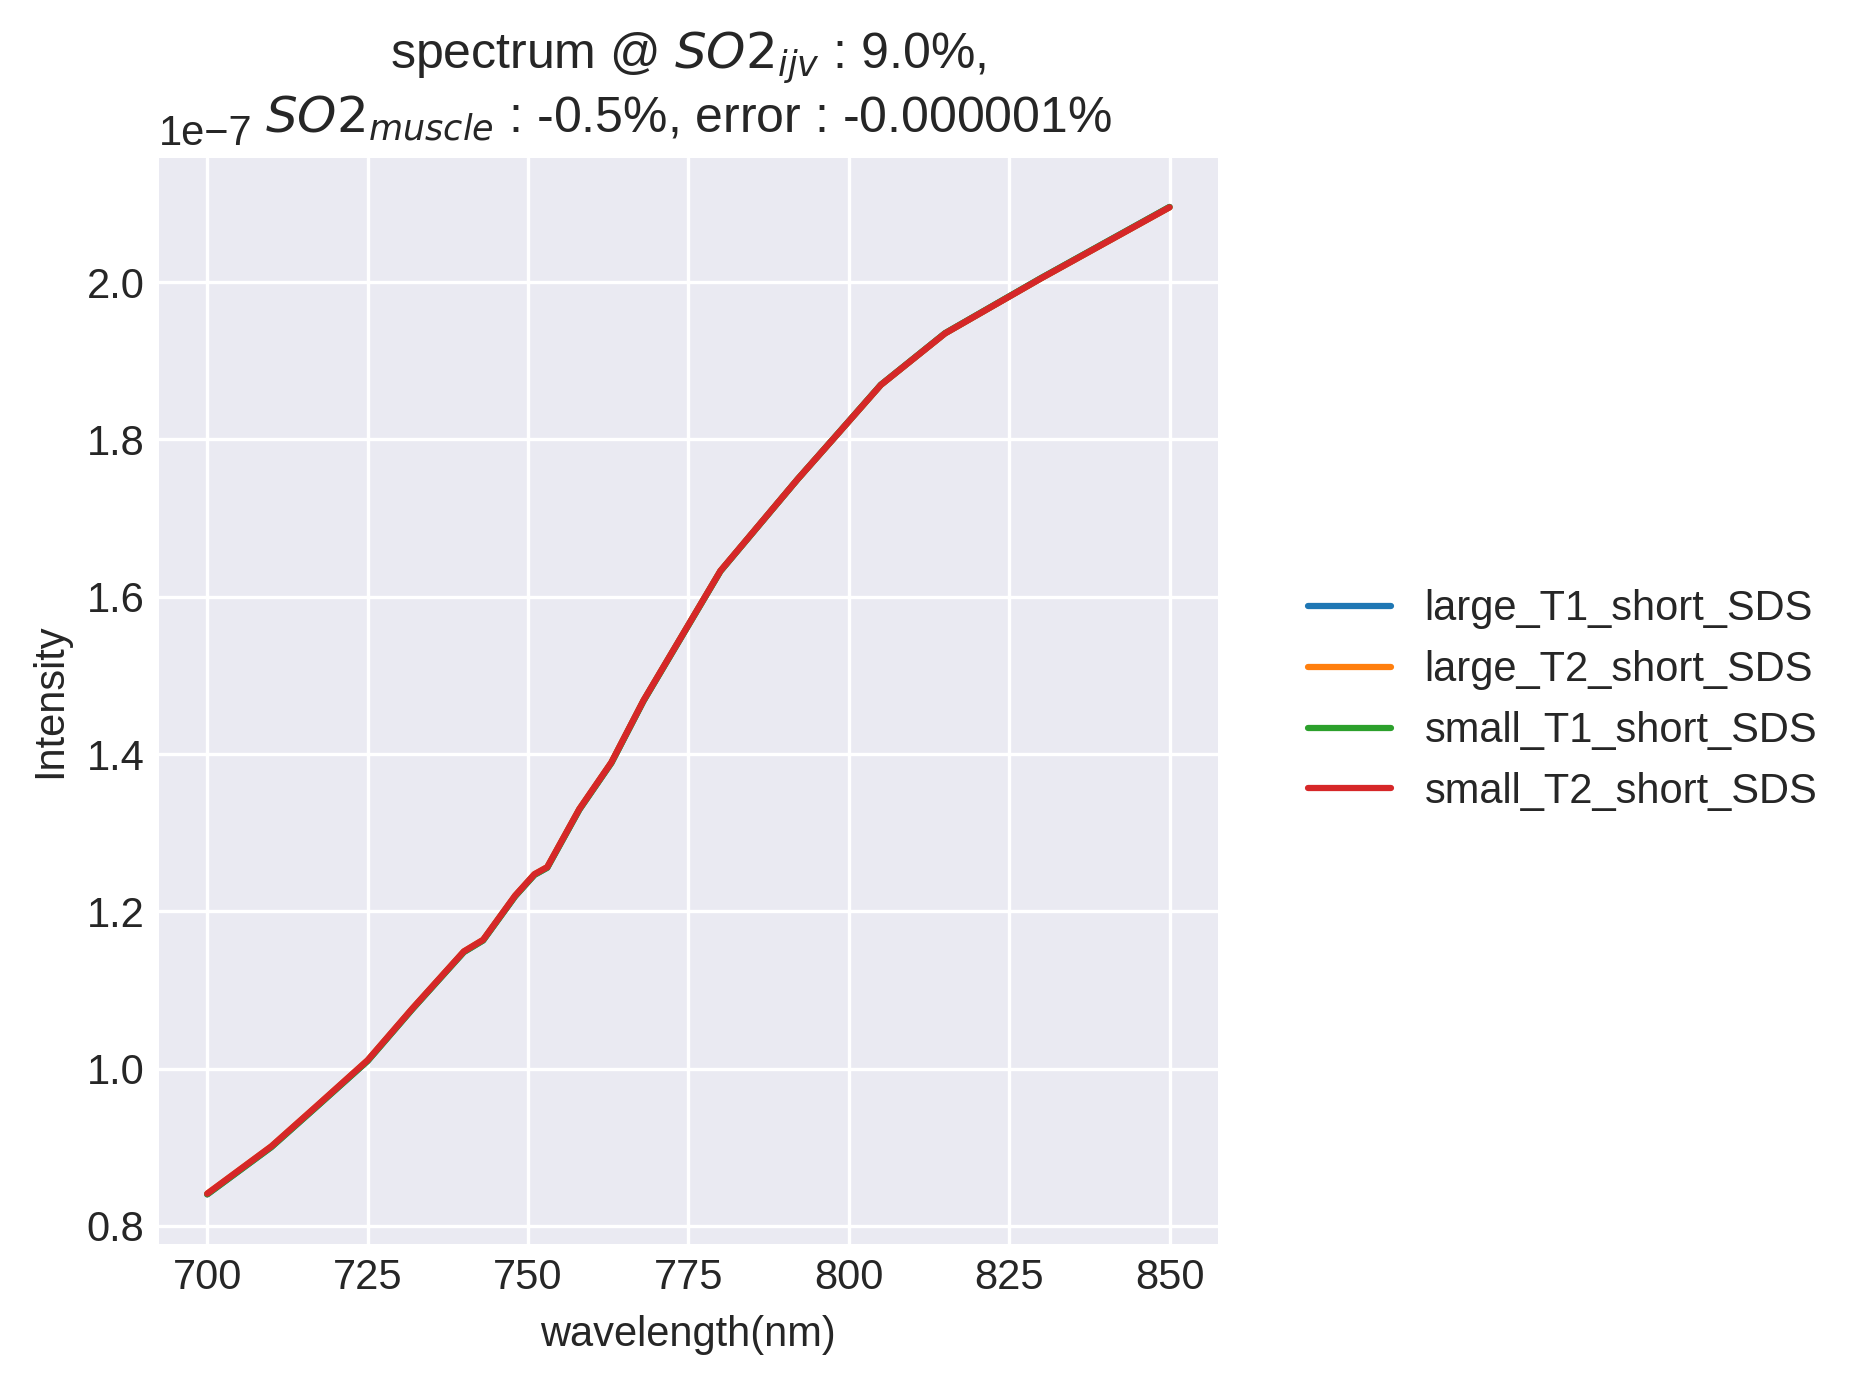 spectrum @ SO2ijv : 9.0%,
SO2muscle : -0.5%, error : -0.000001%
1e−7
2.0
1.8
1.6
1.4
1.2
1.0
0.8
Intensity
700 725 750 775 800 825 850
wavelength(nm)
large_T1_short_SDS
large_T2_short_SDS
small_T1_short_SDS
small_T2_short_SDS